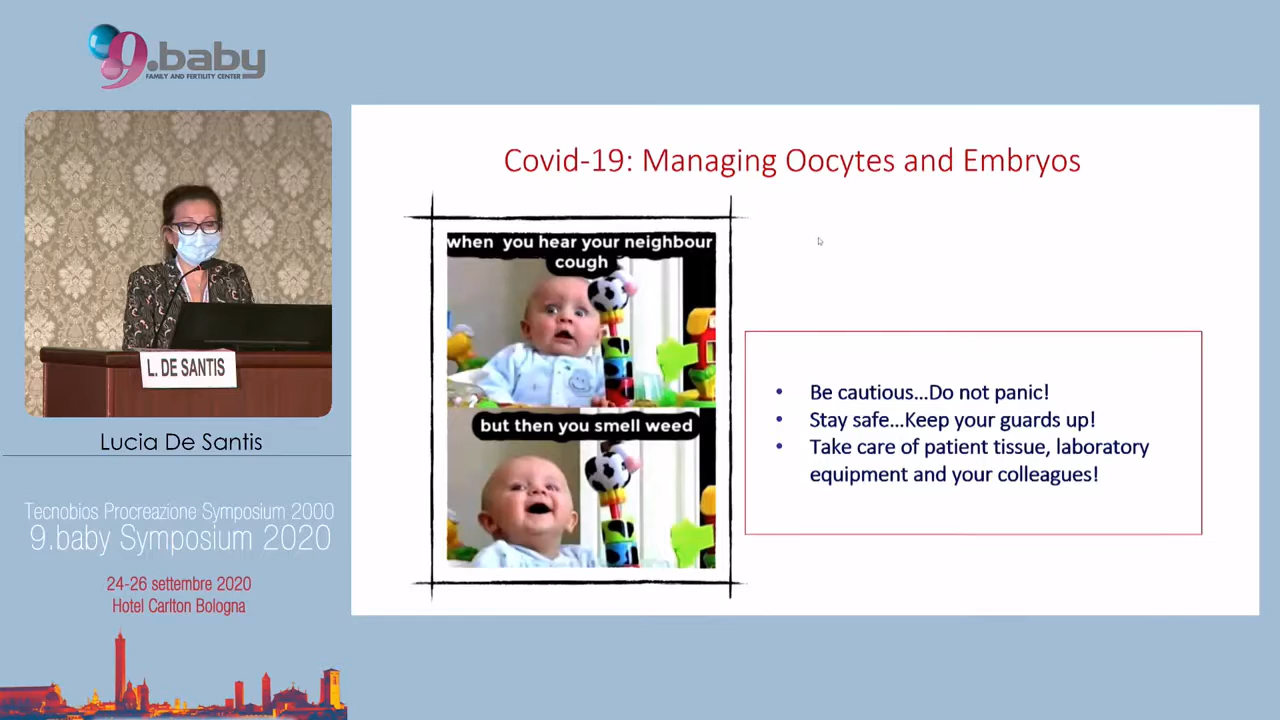 9.baby
FAMILY AND FERTILITY CENTER
L. DE SANTIS
Lucia De Santis
Tecnobios Procreazione Symposium 2000
9.baby Symposium 2020
24-26 settembre 2020
Hotel Carlton Bologna
Covid-19: Managing Oocytes and Embryos
when you hear your neighbour
cough
but then you smell weed
• Be cautious...Do not panic!
• Stay safe...Keep your guards up!
• Take care of patient tissue, laboratory
equipment and your colleagues!